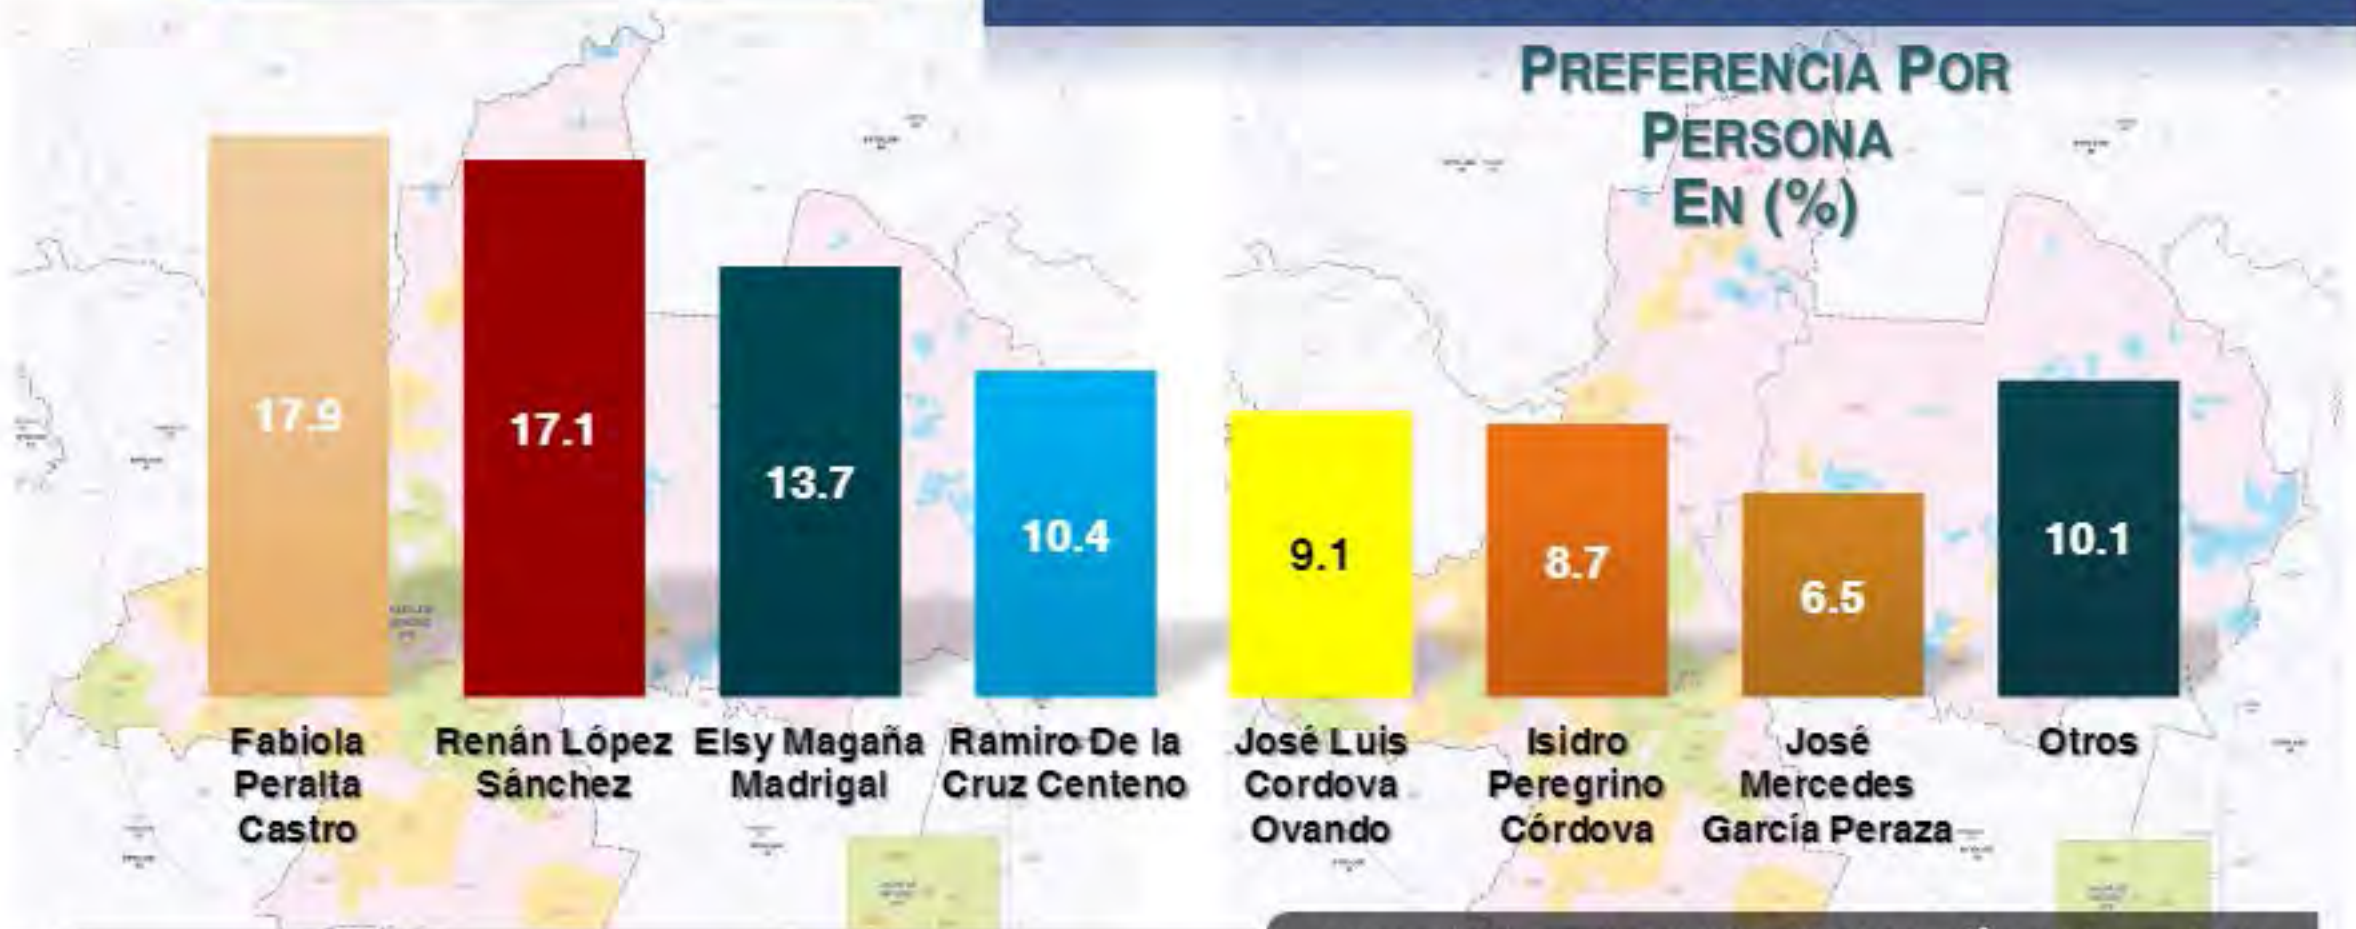 PREFERENCIA POR
PERSONA
EN (%)
17.9
17.1
13.7
10.4
9.1
8.7
6.5
10.1
Fabiola
Peralta
Castro
Renán López
Sánchez
Elsy Magaña
Madrigal
Ramiro De la
Cruz Centeno
José Luis
Cordova
Ovando
Isidro
Peregrino
Córdova
José
Mercedes
García Peraza
Otros